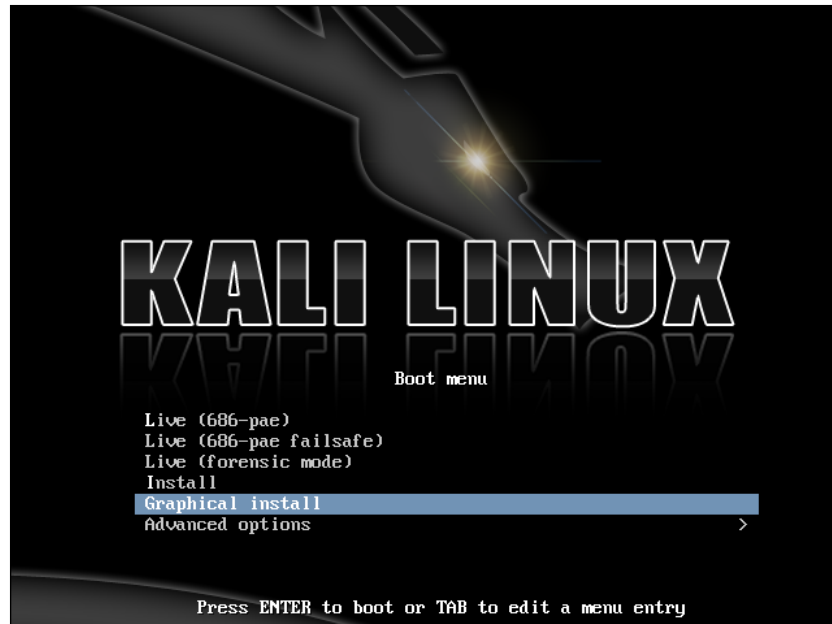 KALI LINUX
Boot menu
Live (686-pae)
Live (686-pae failsafe)
Live (forensic mode)
Install
Graphical install
Advanced options >
Press ENTER to boot or TAB to edit a menu entry